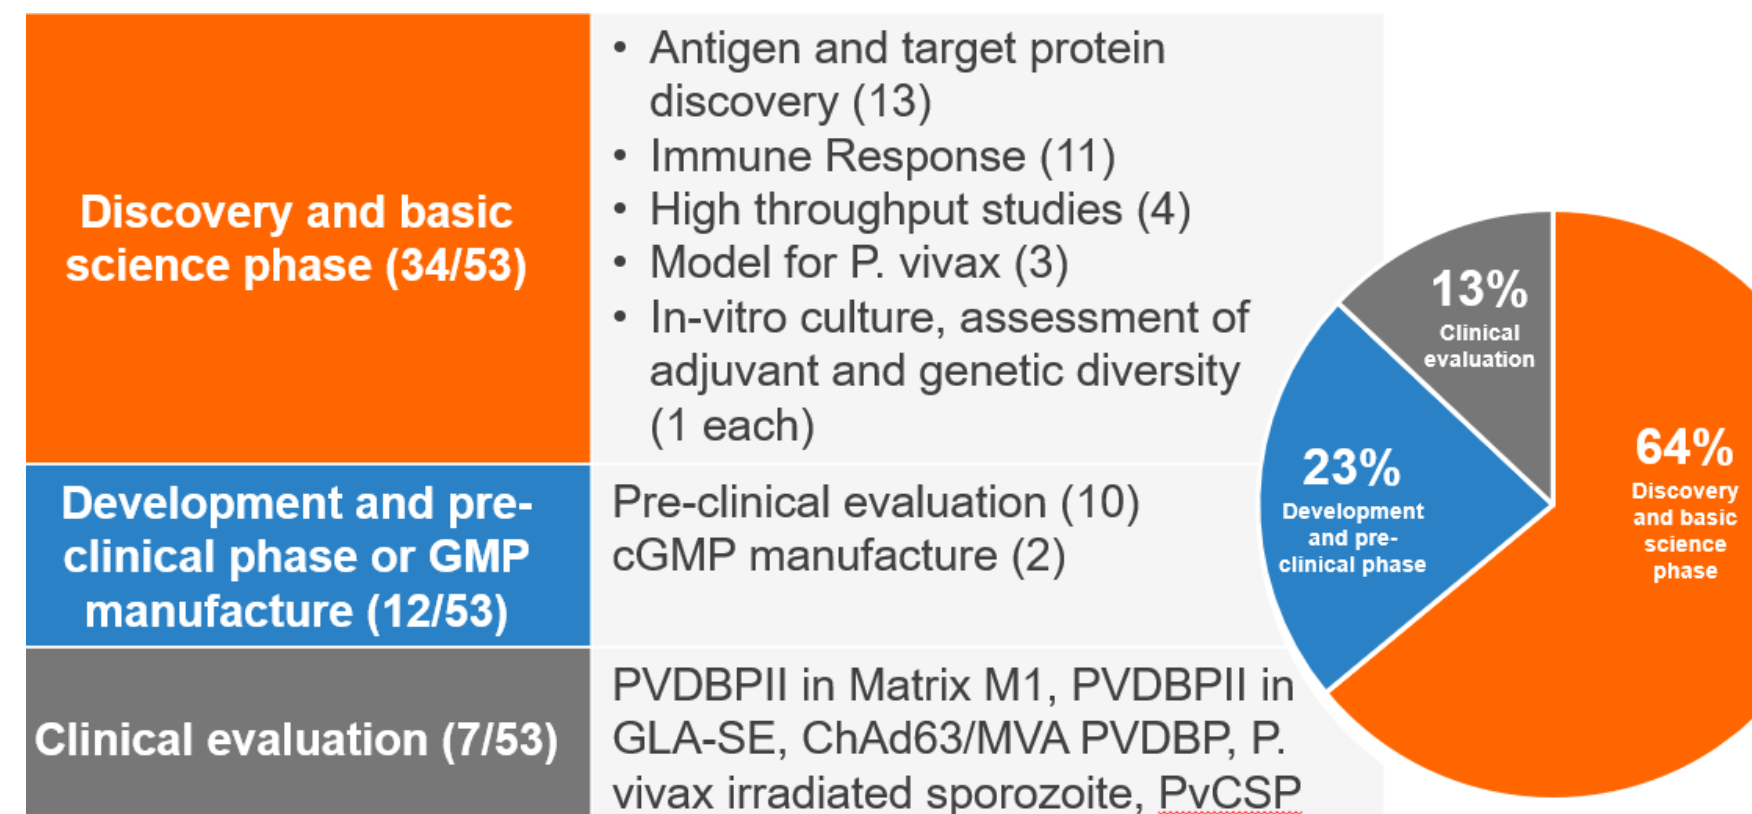 Discovery and basic
science phase (34/53)
• Antigen and target protein
discovery (13)
• Immune Response (11)
• High throughput studies (4)
• Model for P. vivax (3)
• In-vitro culture, assessment of
adjuvant and genetic diversity
(1 each)
Development and pre-
clinical phase or GMP
manufacture (12/53)
Pre-clinical evaluation (10)
cGMP manufacture (2)
Clinical evaluation (7/53)
PVDBPII in Matrix M1, PVDBPII in
GLA-SE, ChAd63/MVA PVDBP, P.
vivax irradiated sporozoite, PvCSP
13%
Clinical
evaluation
23%
Development
and pre-
clinical phase
64%
Discovery
and basic
science
phase